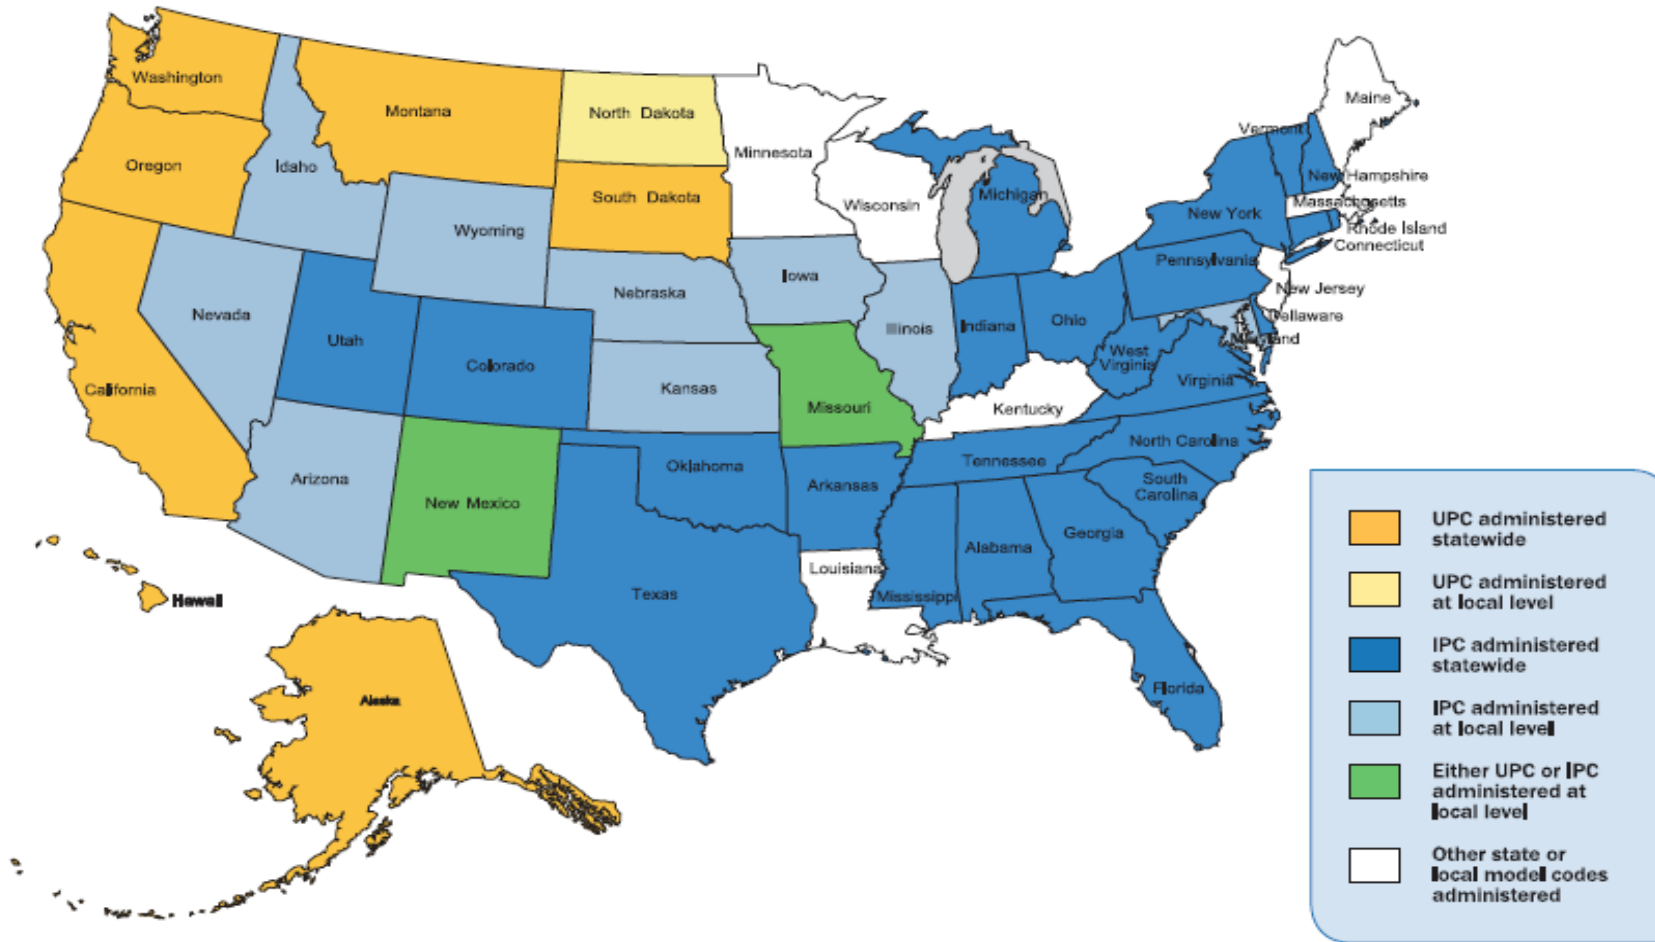 Washington
Montana
North Dakota
Minnesota
Maine
Vermont
Oregon
Idaho
South Dakota
Wisconsin
Michigan
New Hampshire
Massachusetts
New York
Rhode Island
Connecticut
Wyoming
Pennsylvania
Iowa
Nebraska
New Jersey
Nevada
Illinois
Indiana
Ohio
Dellaware
Maryland
Utah
Colorado
West
Virginia
Virginia
California
Kansas
Missouri
Kentucky
North Carolina
Tennessee
Oklahoma
Arizona
Arkansas
South
Carolina
New Mexico
Georgia
Alabama
Louisiana
Texas
Mississippi
Hawaii
Florida
Alaska
UPC administered
statewide
UPC administered
at local level
IPC administered
statewide
IPC administered
at local level
Either UPC or IPC
administered at
local level
Other state or
local model codes
administered